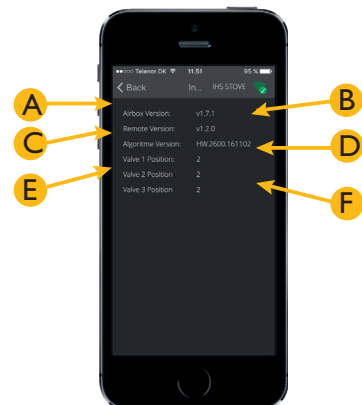 ●●○○○ Telenor DK 11.51 95 %
Back In... IHS STOVE
A
B
Airbox Version: v1.7.1
C
Remote Version: v1.2.0
D
Algoritme Version: HW.2600.161102
E
Valve 1 Position: 2
Valve 2 Position 2
F
Valve 3 Position 2